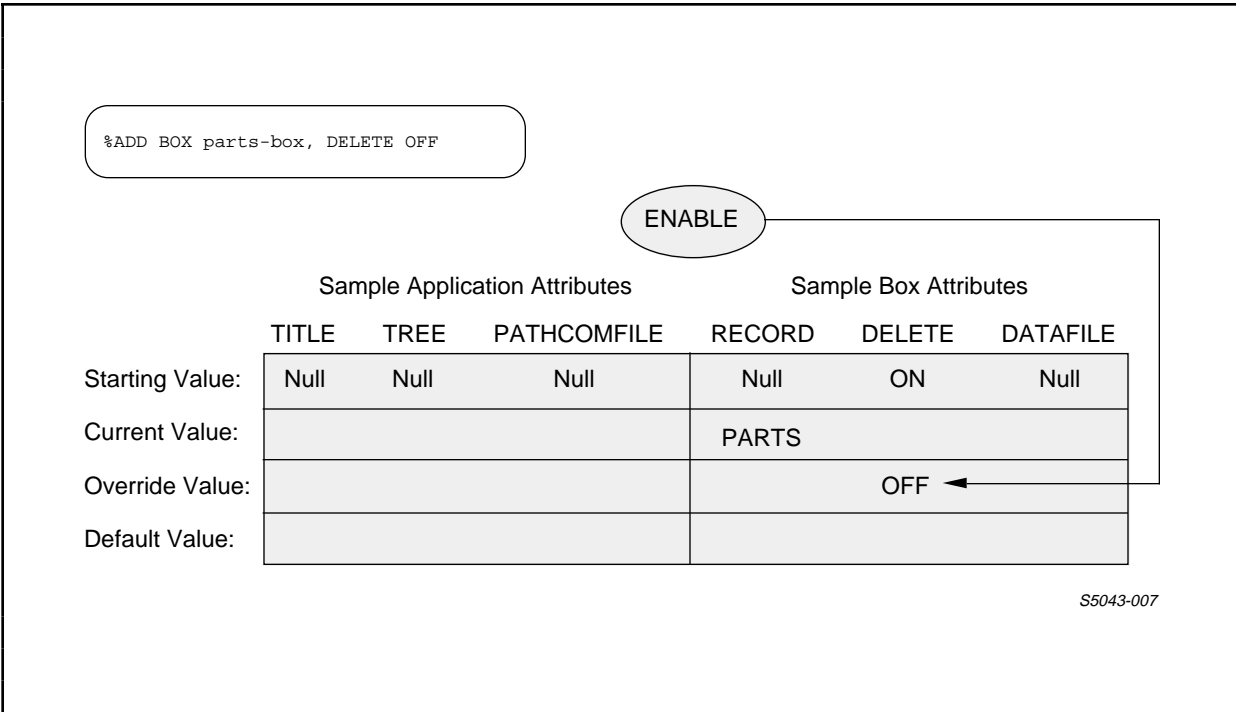 %ADD BOX parts-box, DELETE OFF
ENABLE
Sample Application Attributes Sample Box Attributes
TITLE TREE PATHCOMFILE RECORD DELETE DATAFILE
Starting Value: Null Null Null Null ON Null
Current Value: PARTS
Override Value: OFF
Default Value:
S5043-007